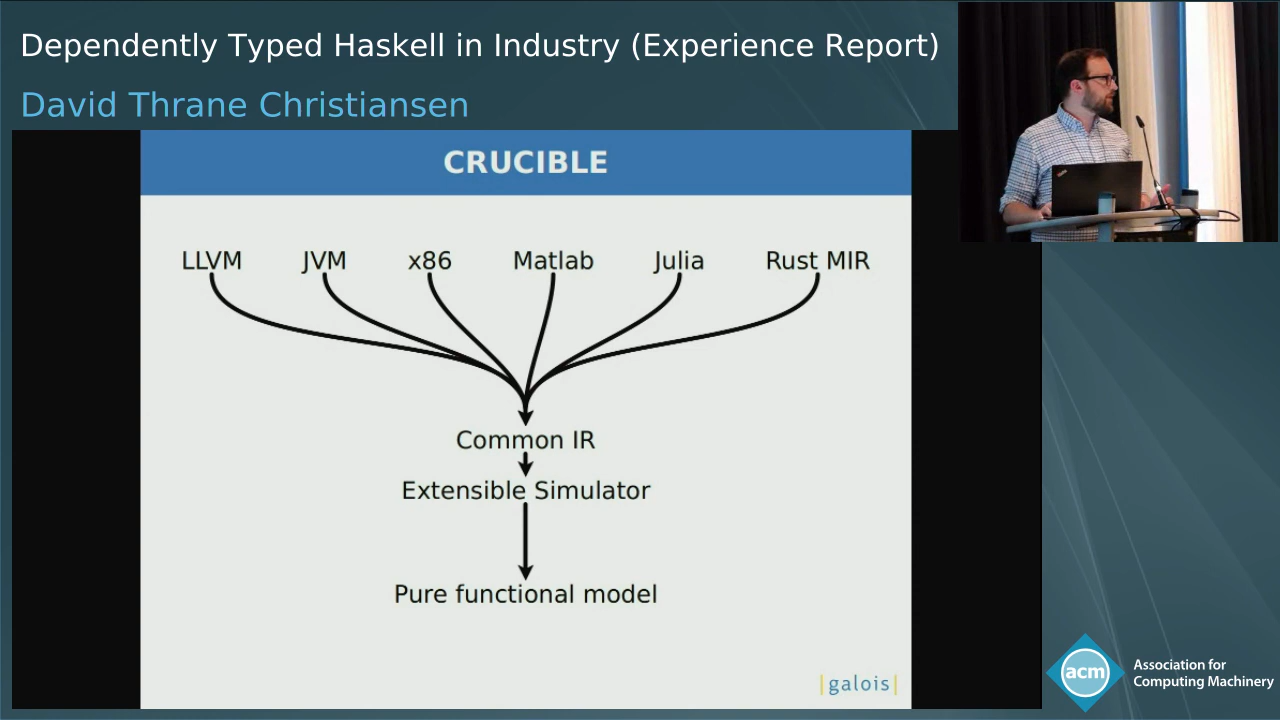 Dependently Typed Haskell in Industry (Experience Report)
David Thrane Christiansen
CRUCIBLE
LLVM JVM x86 Matlab Julia Rust MIR
Common IR
Extensible Simulator
Pure functional model
|galois|
acm
Association for
Computing Machinery